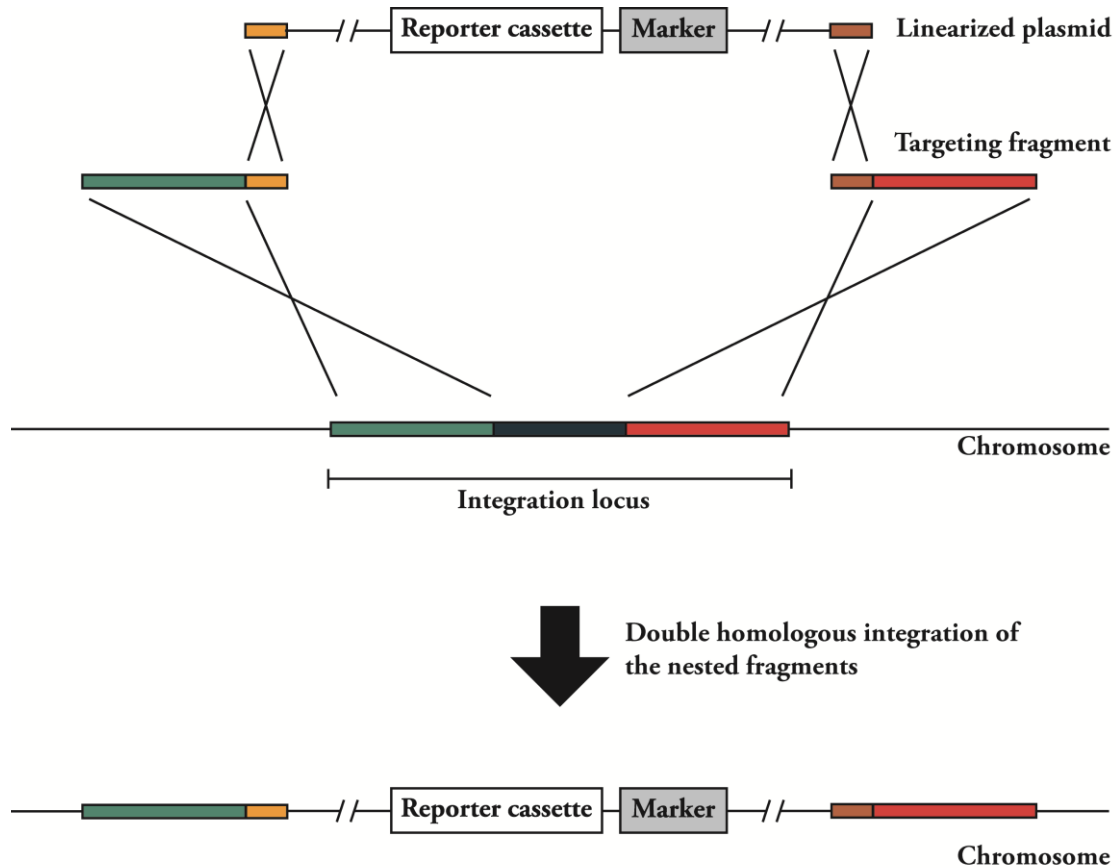 Reporter cassette Marker Linearized plasmid
Targeting fragment
Chromosome
Integration locus
Double homologous integration of
the nested fragments
Reporter cassette Marker
Chromosome